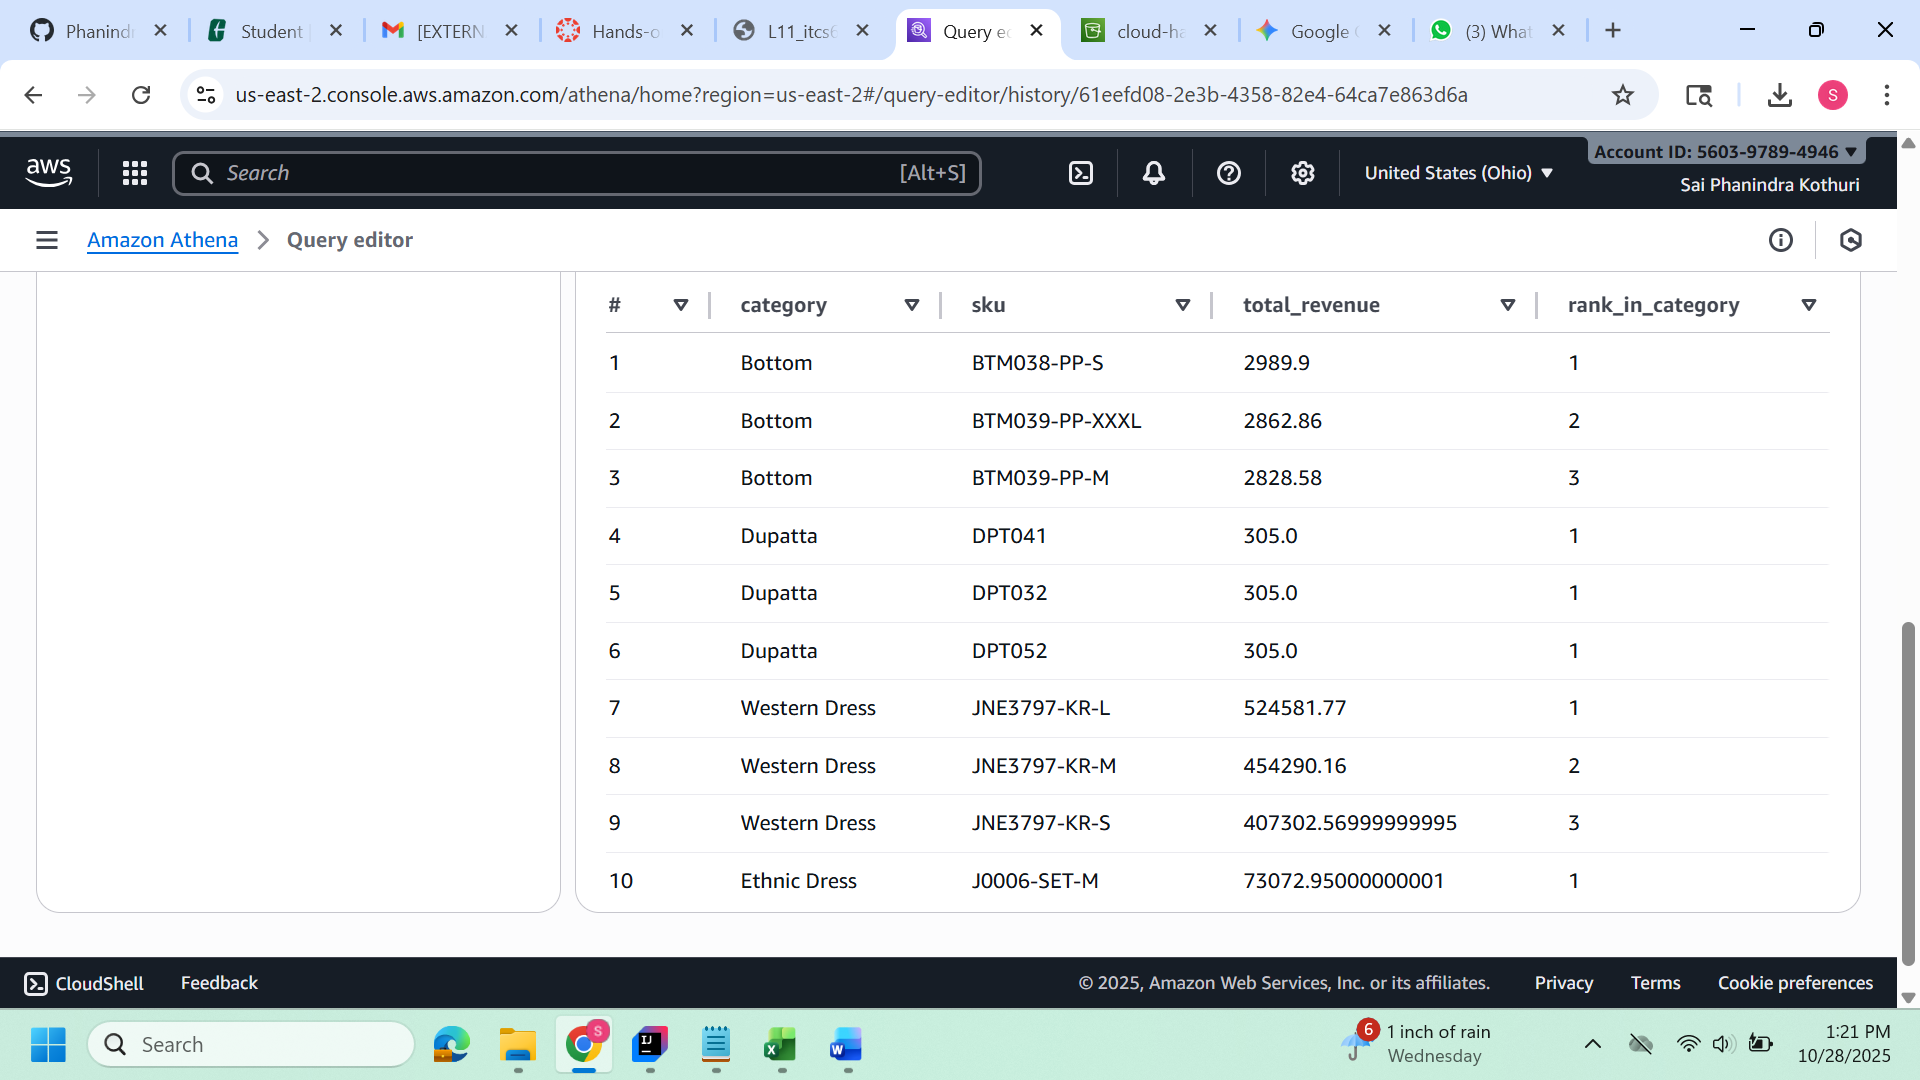 Phanind
Student
[EXTERN
Hands-o
L11_itcs6
Query ed
cloud-ha
Google
(3) What
us-east-2.console.aws.amazon.com/athena/home?region=us-east-2#/query-editor/history/61eefd08-2e3b-4358-82e4-64ca7e863d6a
S
aws
Search
[Alt+S]
United States (Ohio)
Account ID: 5603-9789-4946
Sai Phanindra Kothuri
Amazon Athena
Query editor
# category sku total_revenue rank_in_category
1 Bottom BTM038-PP-S 2989.9 1
2 Bottom BTM039-PP-XXXL 2862.86 2
3 Bottom BTM039-PP-M 2828.58 3
4 Dupatta DPT041 305.0 1
5 Dupatta DPT032 305.0 1
6 Dupatta DPT052 305.0 1
7 Western Dress JNE3797-KR-L 524581.77 1
8 Western Dress JNE3797-KR-M 454290.16 2
9 Western Dress JNE3797-KR-S 407302.56999999995 3
10 Ethnic Dress J0006-SET-M 73072.95000000001 1
CloudShell
Feedback
© 2025, Amazon Web Services, Inc. or its affiliates.
Privacy
Terms
Cookie preferences
Search
S
IJ
X
W
6
1 inch of rain
Wednesday
1:21 PM
10/28/2025